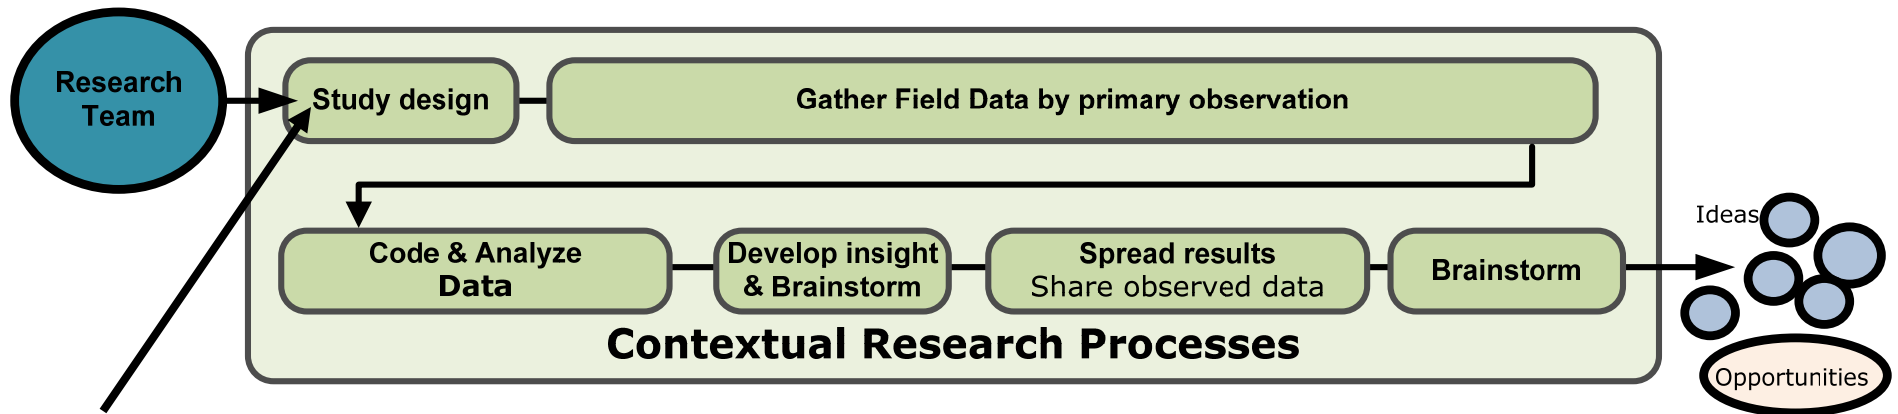 Research
Team
Study design
Gather Field Data by primary observation
Code & Analyze
Data
Develop insight
& Brainstorm
Spread results
Share observed data
Brainstorm
Ideas
Contextual Research Processes
Opportunities